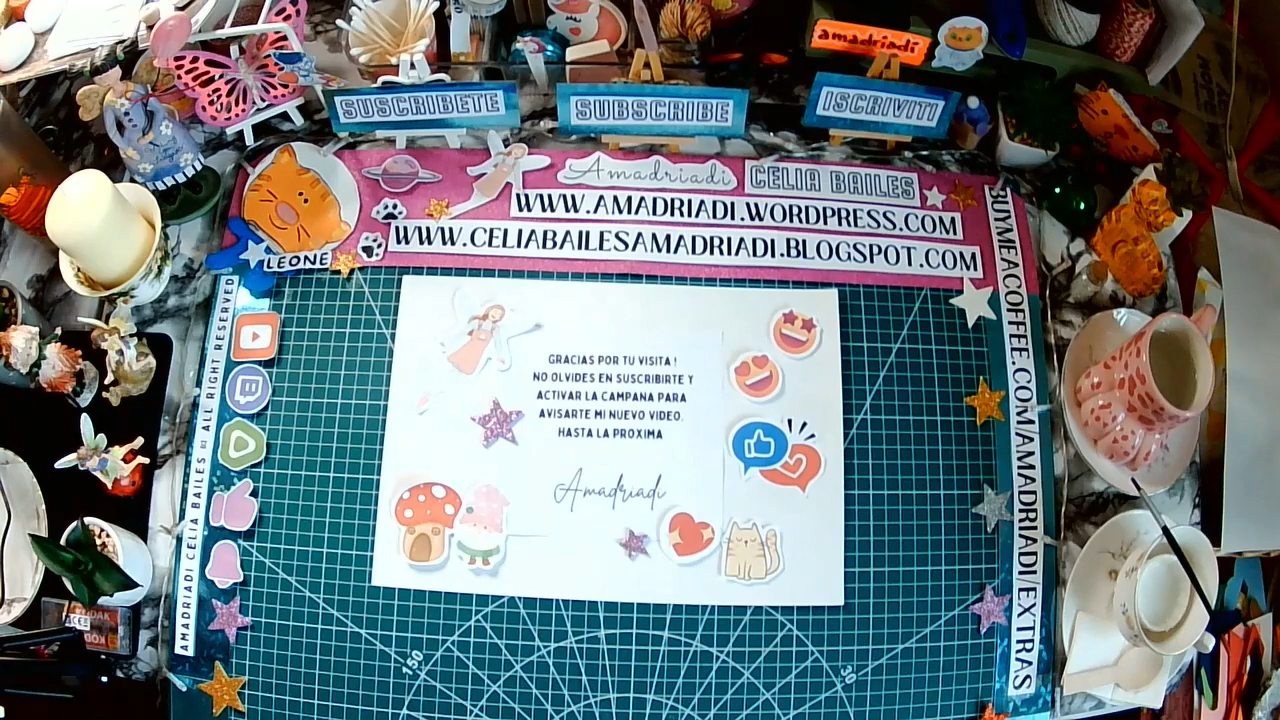 amadriadi
SUSCRIBETE
SUBSCRIBE
ISCRIVITI
Amadriadi
CELIA BAILES
WWW.AMADRIADI.WORDPRESS.COM
WWW.CELIABAILESAMADRIADI.BLOGSPOT.COM
LEONE
BUYMEACOFFEE.COM/AMADRIADI/EXTRAS
GRACIAS POR TU VISITA !
NO OLVIDES EN SUSCRIBIRTE Y
ACTIVAR LA CAMPANA PARA
AVISARTE MI NUEVO VIDEO.
HASTA LA PROXIMA
Amadriadi
AMADRIADI CELIA BAILES ALL RIGHT RESERVED
150
30